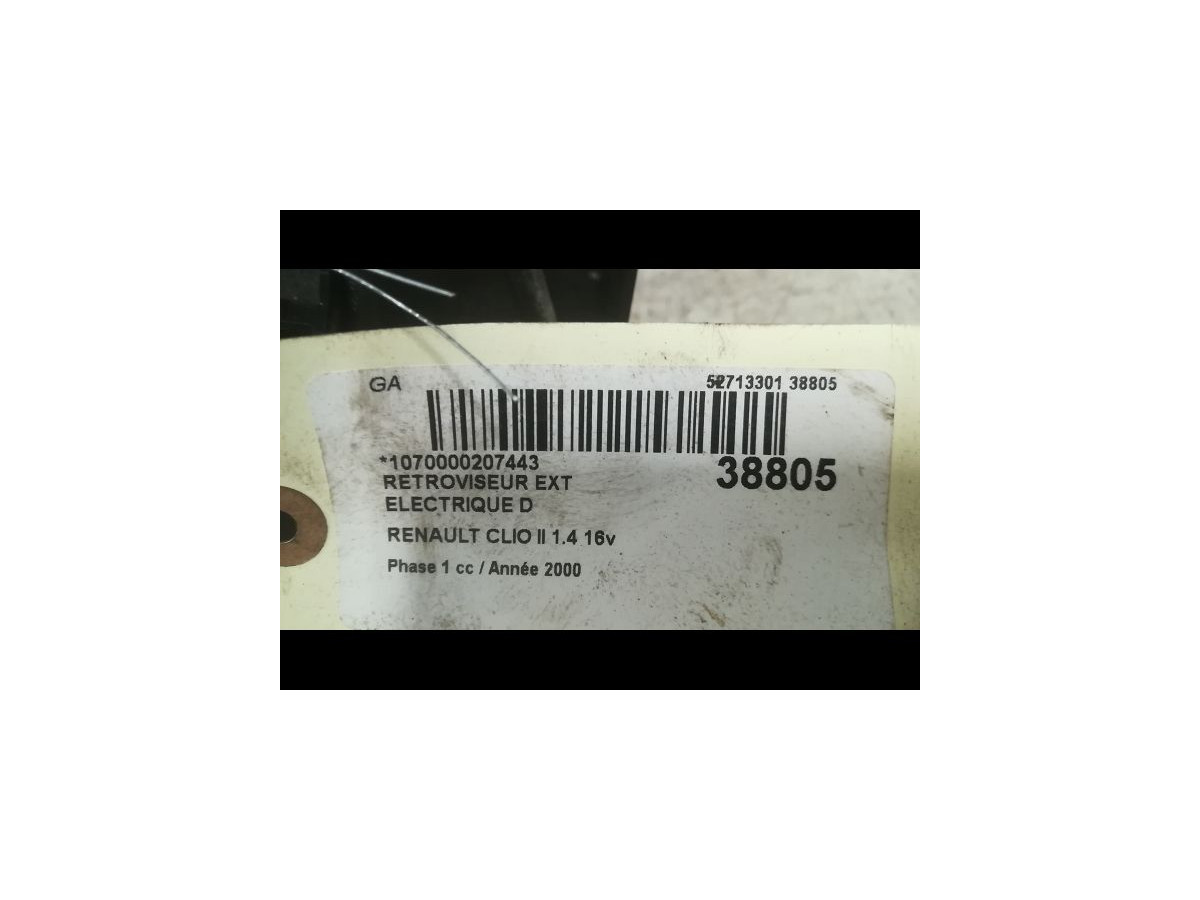 GA
52713301 38805
*1070000207443
38805
RETROVISEUR EXT
ELECTRIQUE D
RENAULT CLIO II 1.4 16v
Phase 1 cc / Année 2000